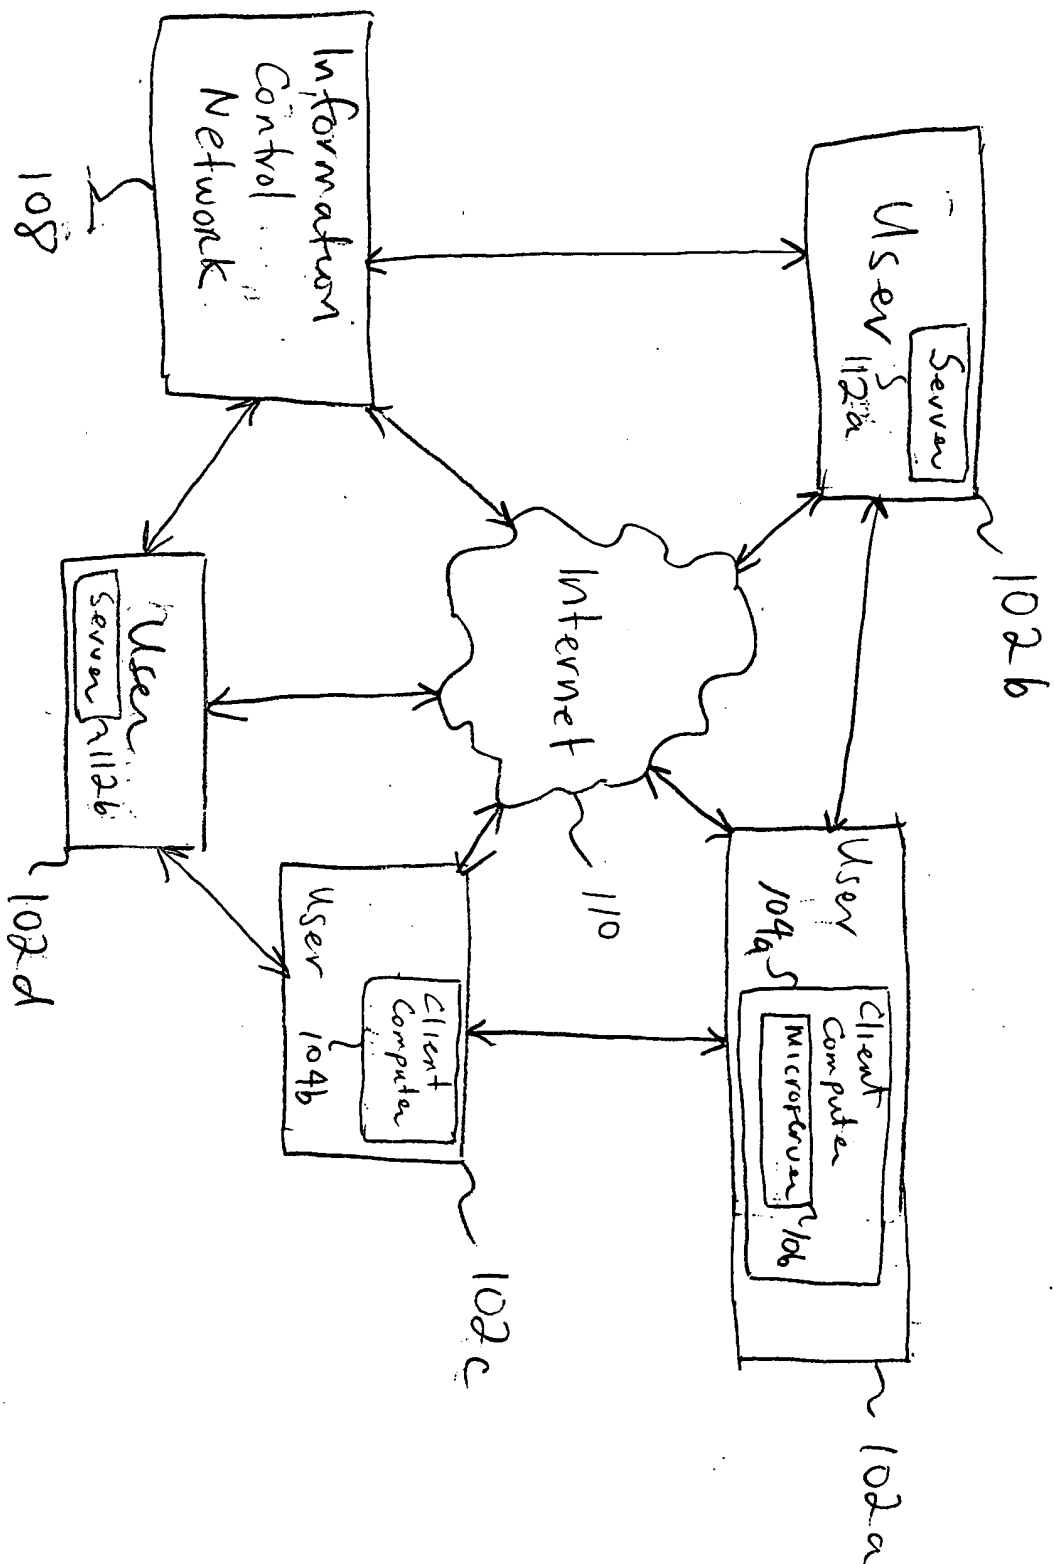 102b
User
Server
112a
102a
User
104a
Client
Computer
Microserver
106
Internet
110
Information
Control
Network
108
User
Client
Computer
104b
102c
User
Server
112b
102d